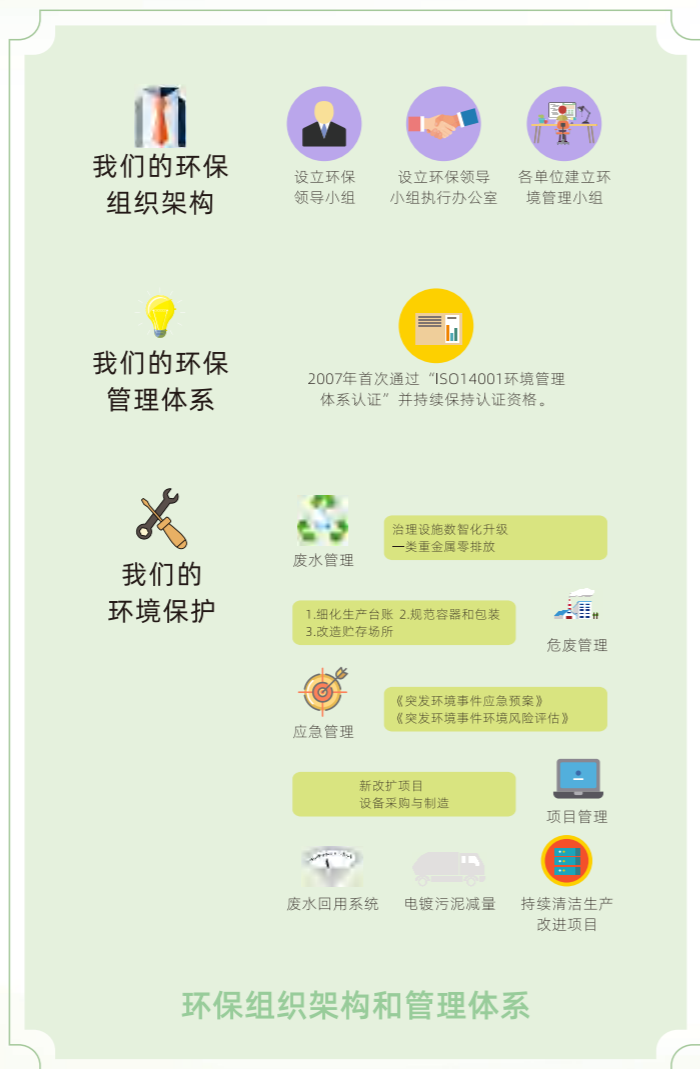 我们的环保
组织架构
设立环保
领导小组
设立环保领导
小组执行办公室
各单位建立环
境管理小组
我们的环保
管理体系
2007年首次通过“ISO14001环境管理
体系认证”并持续保持认证资格。
我们的
环境保护
废水管理
治理设施数智化升级
一类重金属零排放
1.细化生产台账 2.规范容器和包装
3.改造贮存场所
危废管理
应急管理
《突发环境事件应急预案》
《突发环境事件环境风险评估》
新改扩项目
设备采购与制造
项目管理
废水回用系统
电镀污泥减量
持续清洁生产
改进项目
环保组织架构和管理体系